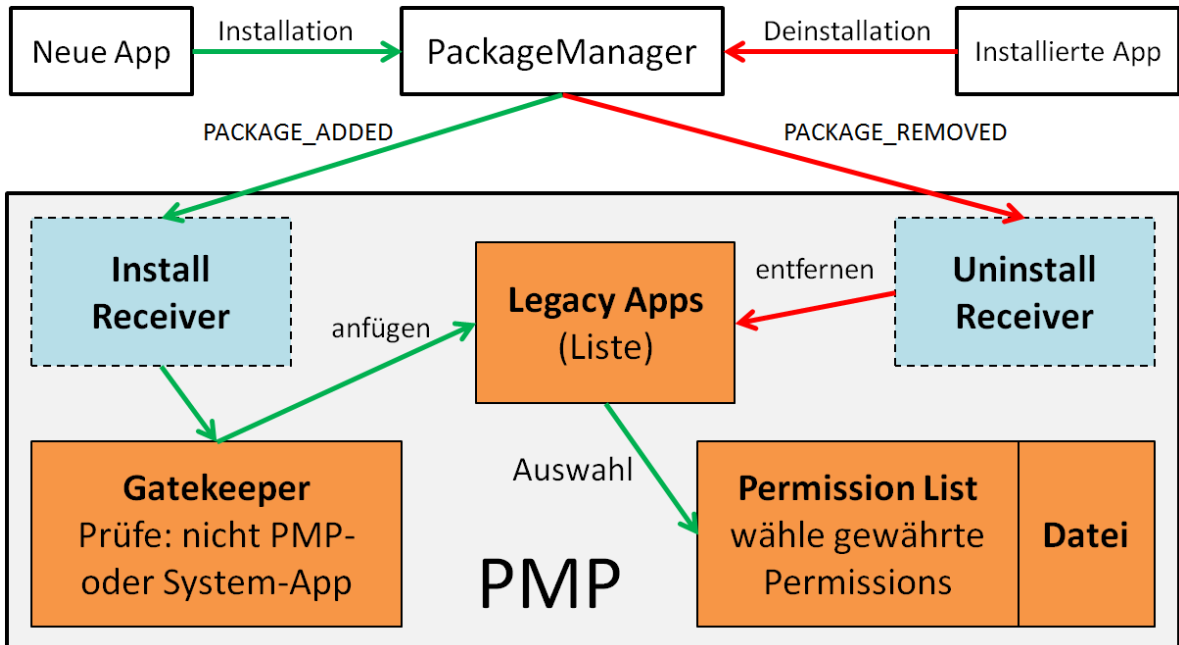 Neue App
Installation
PackageManager
Deinstallation
Installierte App
PACKAGE_ADDED
PACKAGE_REMOVED
Install
Receiver
anfügen
Legacy Apps
(Liste)
entfernen
Uninstall
Receiver
Gatekeeper
Prüfe: nicht PMP-
oder System-App
Auswahl
PMP
Permission List
wähle gewährte
Permissions
Datei